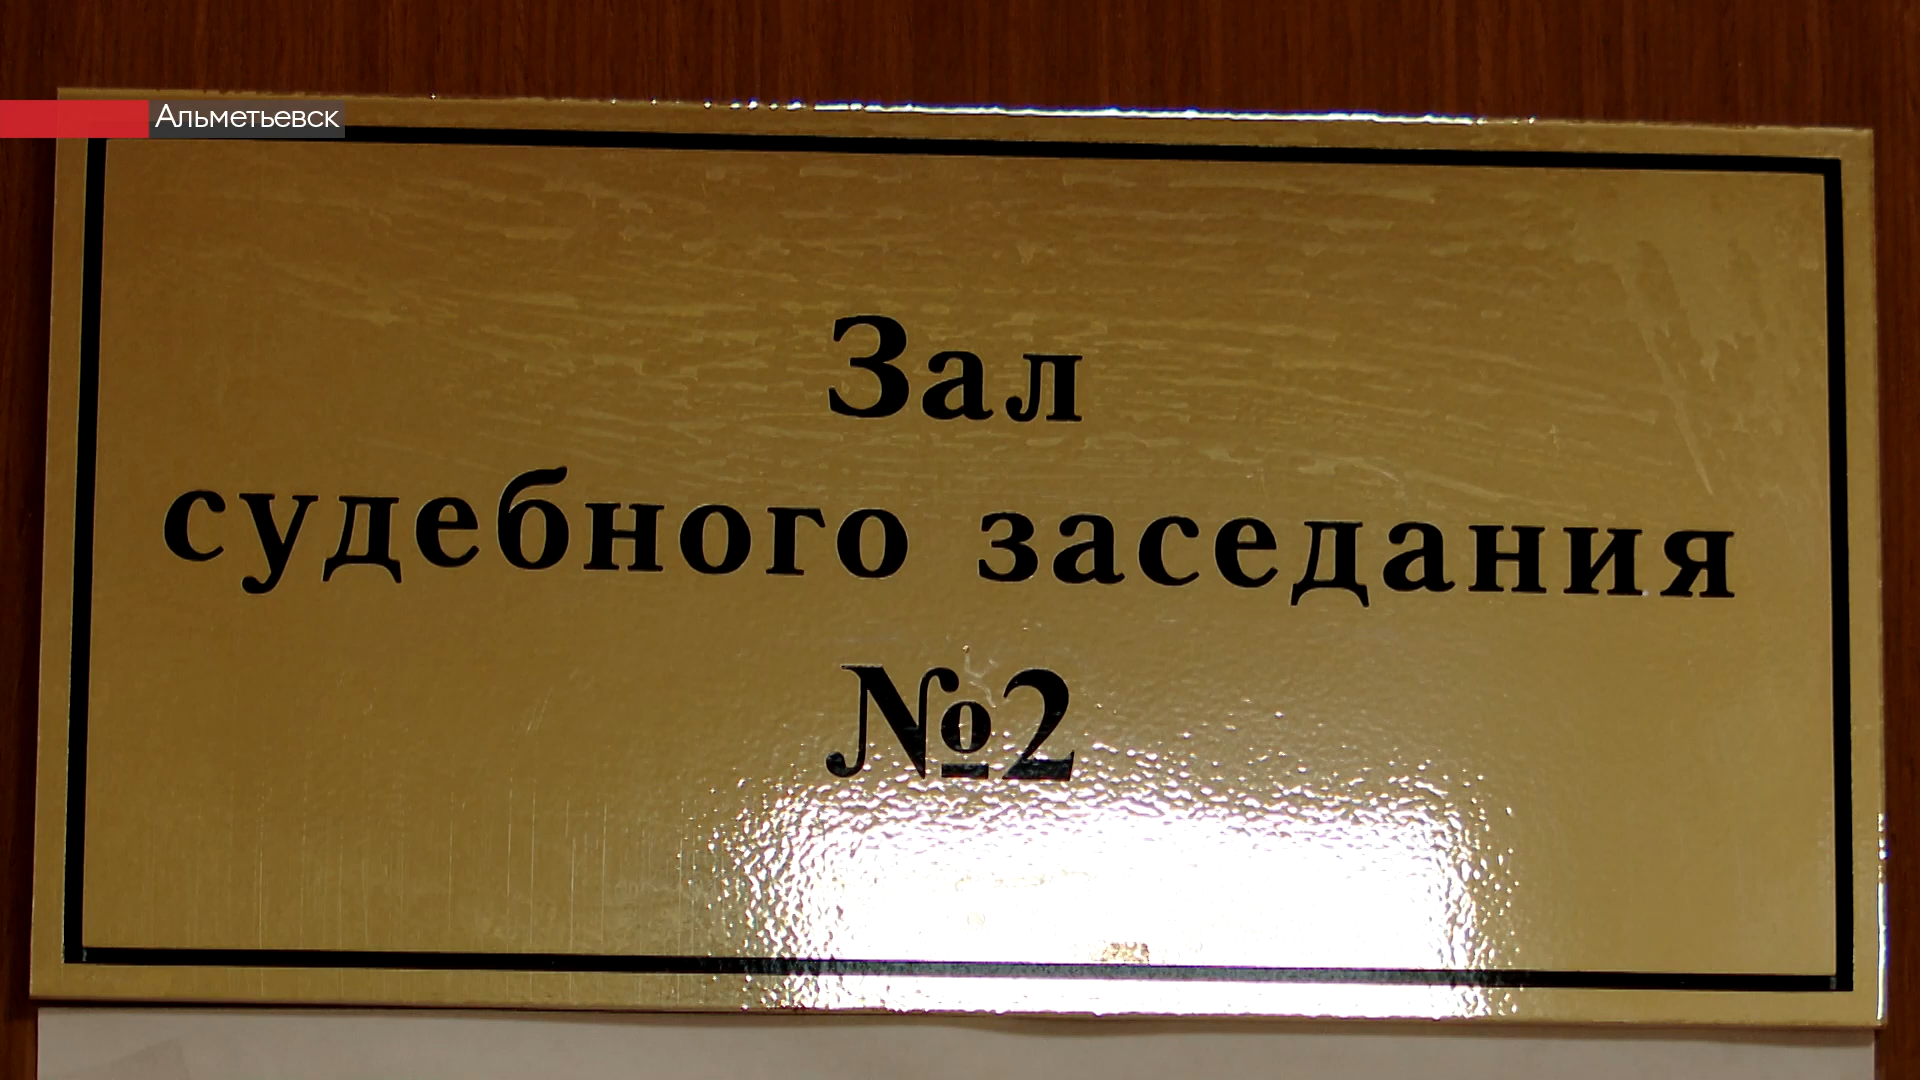 Альметьевск
Зал
судебного заседания
№2